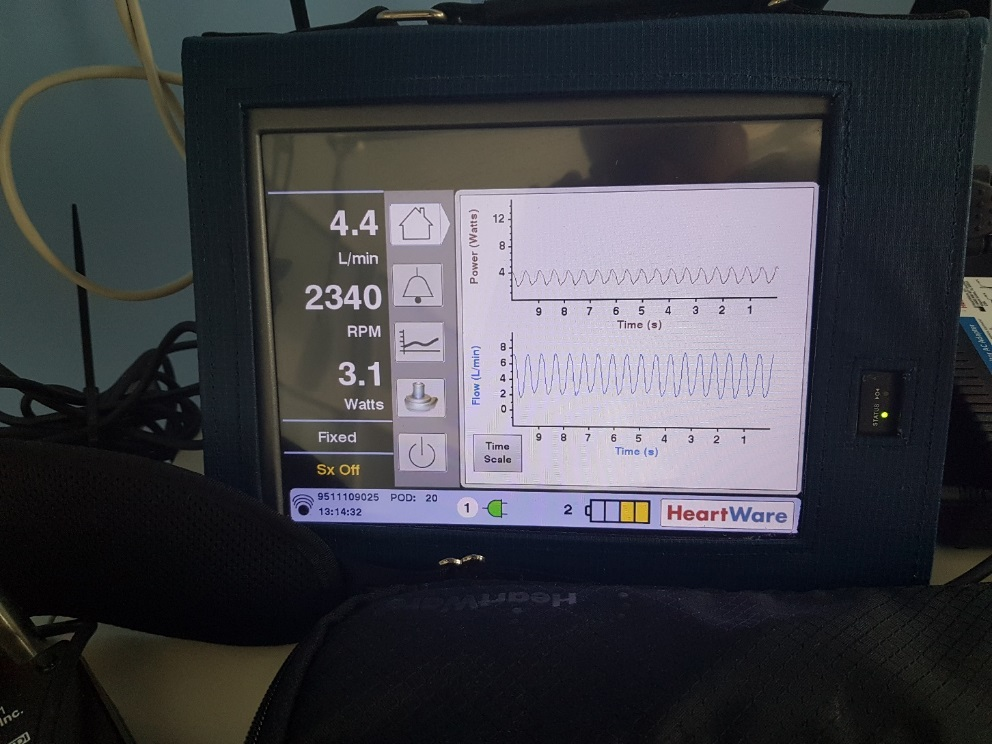 4.4
L/min
2340
RPM
3.1
Watts
Fixed
Sx Off
Power (Watts)
12
8
4
9 8 7 6 5 4 3 2 1
Time (s)
Flow (L/min)
8
6
4
2
0
9 8 7 6 5 4 3 2 1
Time (s)
Time
Scale
9511109025 POD: 20
13:14:32
1
2
HeartWare
STATUS
HeartWare
Inc.